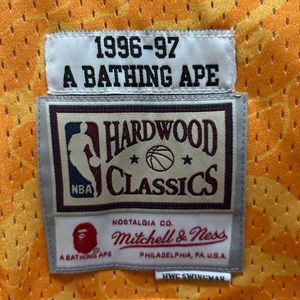 1996-97
A BATHING APE
NBA
HARDWOOD
CLASSICS
NOSTALGIA CO.
Mitchell & Ness
A BATHING APE
PHILADELPHIA, PA. U.S.A.
HWC SWINGMAN